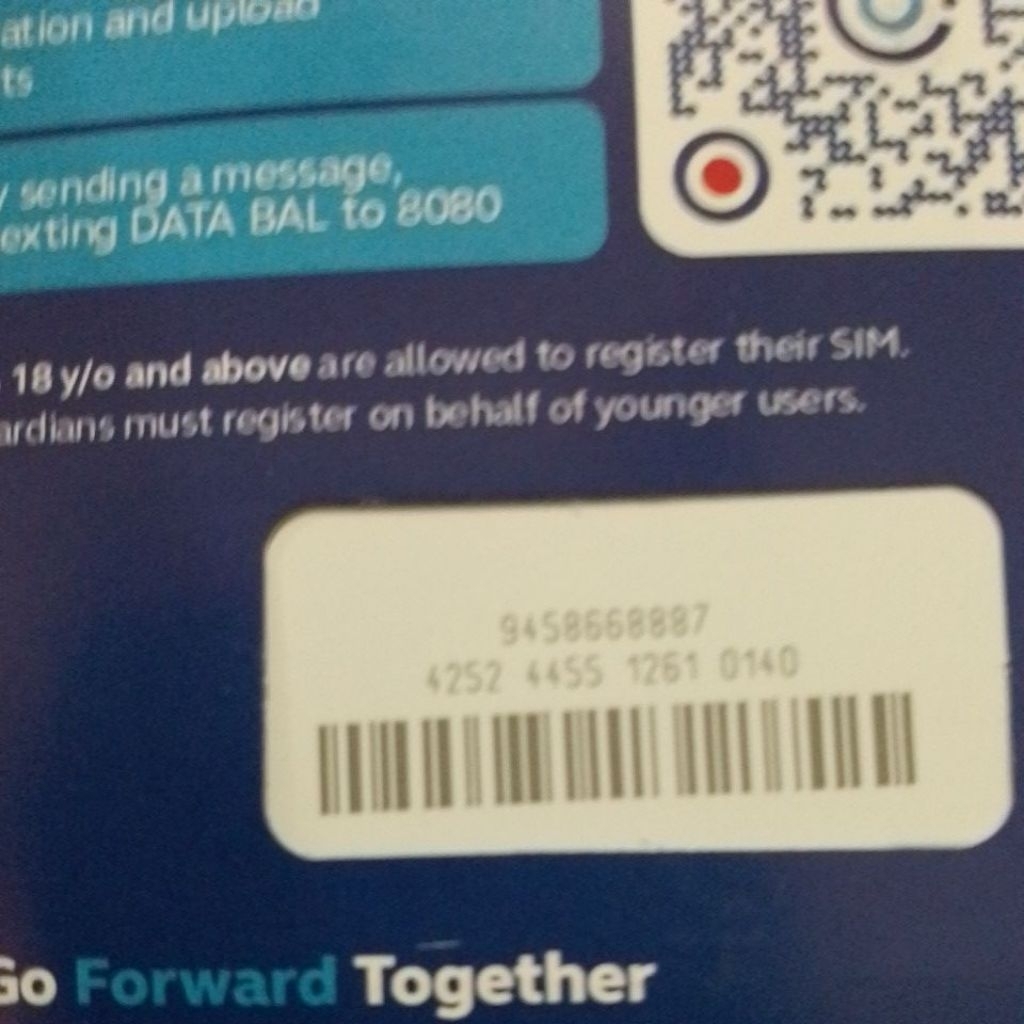 ation and upload
ts
y sending a message,
exting DATA BAL to 8080
18 y/o and above are allowed to register their SIM.
ardians must register on behalf of younger users.
9458668887
4252 4455 1261 0140
Go Forward Together